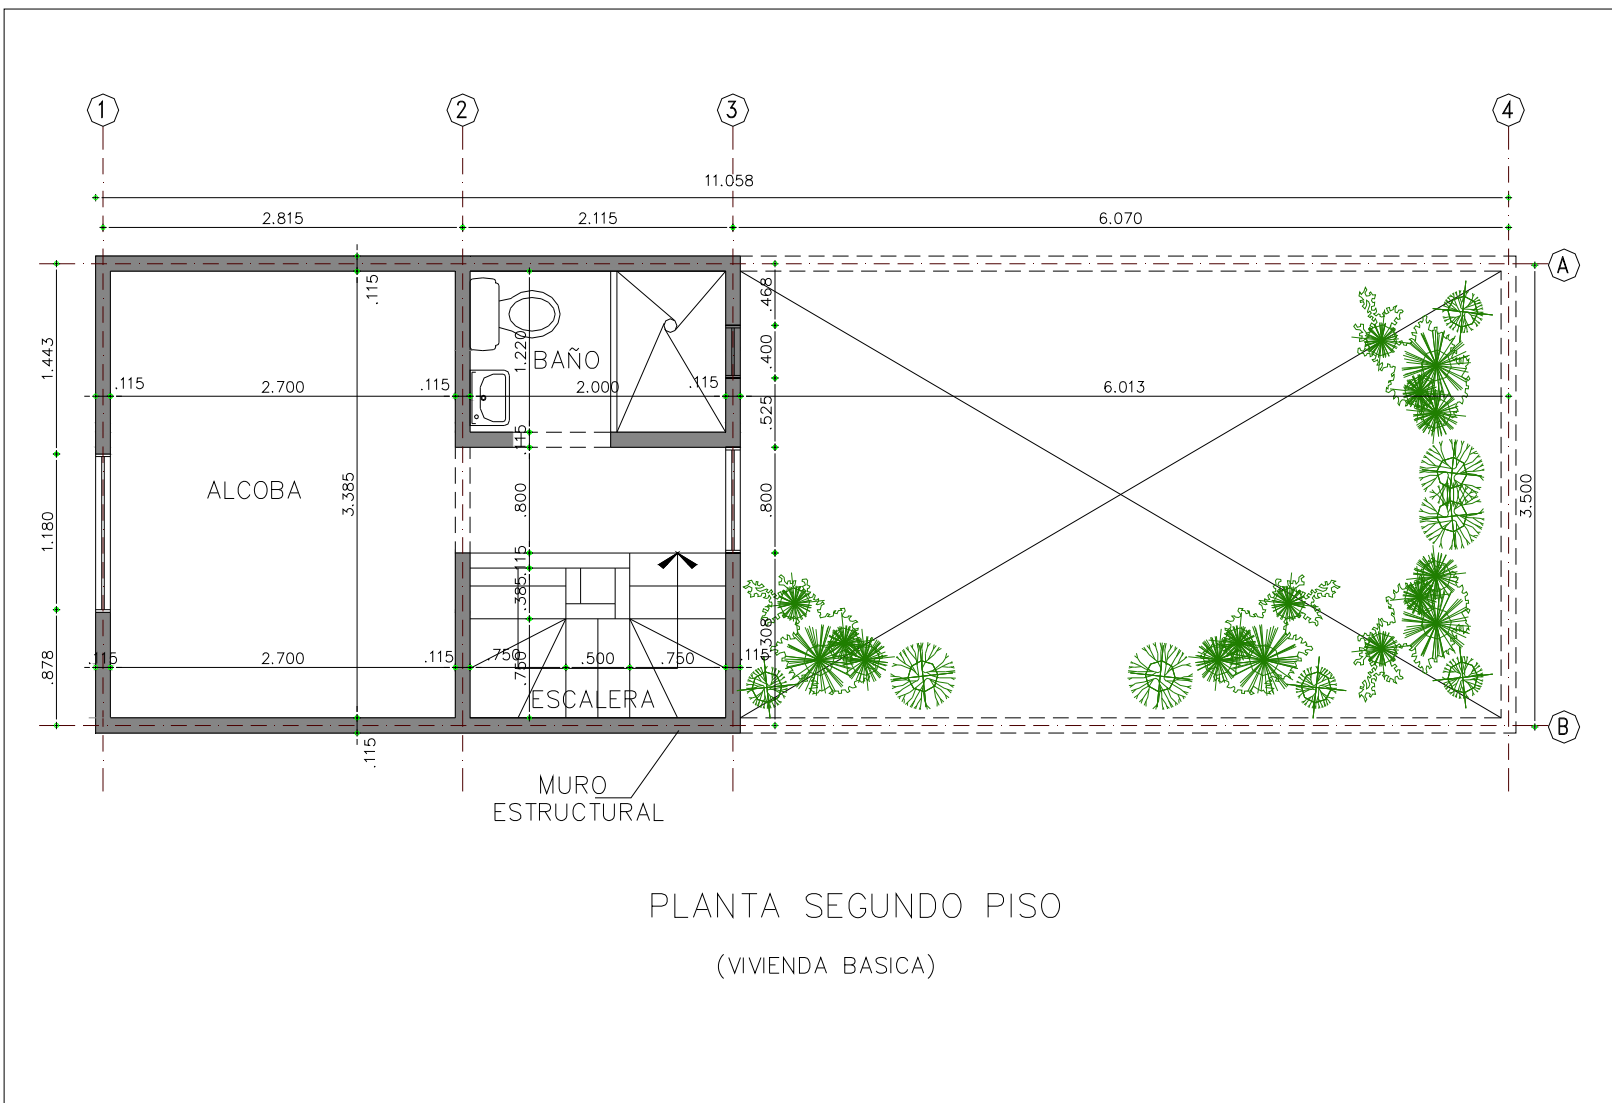 1 2 3 4
11.058
2.815 2.115 6.070
A
.115 .468
1.443 1.220 .400
BAÑO
.115 2.700 .115 2.000 .115 6.013
.525
.115
ALCOBA 3.385 .800 .800 3.500
1.180
.115
.385
1.308
.878 .115 2.700 .115 .750 .500 .750 .115
.750
ESCALERA
B
.115
MURO
ESTRUCTURAL
PLANTA SEGUNDO PISO
(VIVIENDA BASICA)